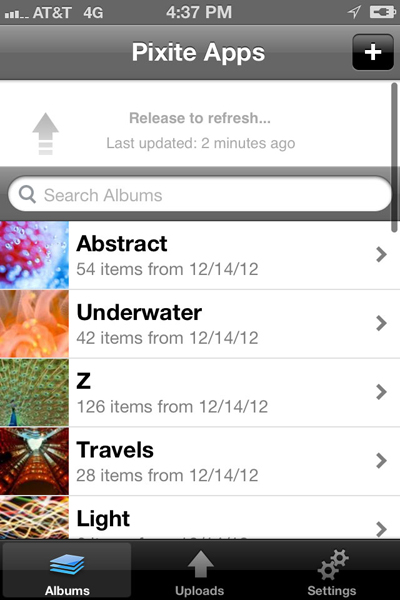 AT&T 4G 4:37 PM
Pixite Apps
+
Release to refresh...
Last updated: 2 minutes ago
Search Albums
Abstract
54 items from 12/14/12
Underwater
42 items from 12/14/12
Z
126 items from 12/14/12
Travels
28 items from 12/14/12
Light
Albums Uploads Settings